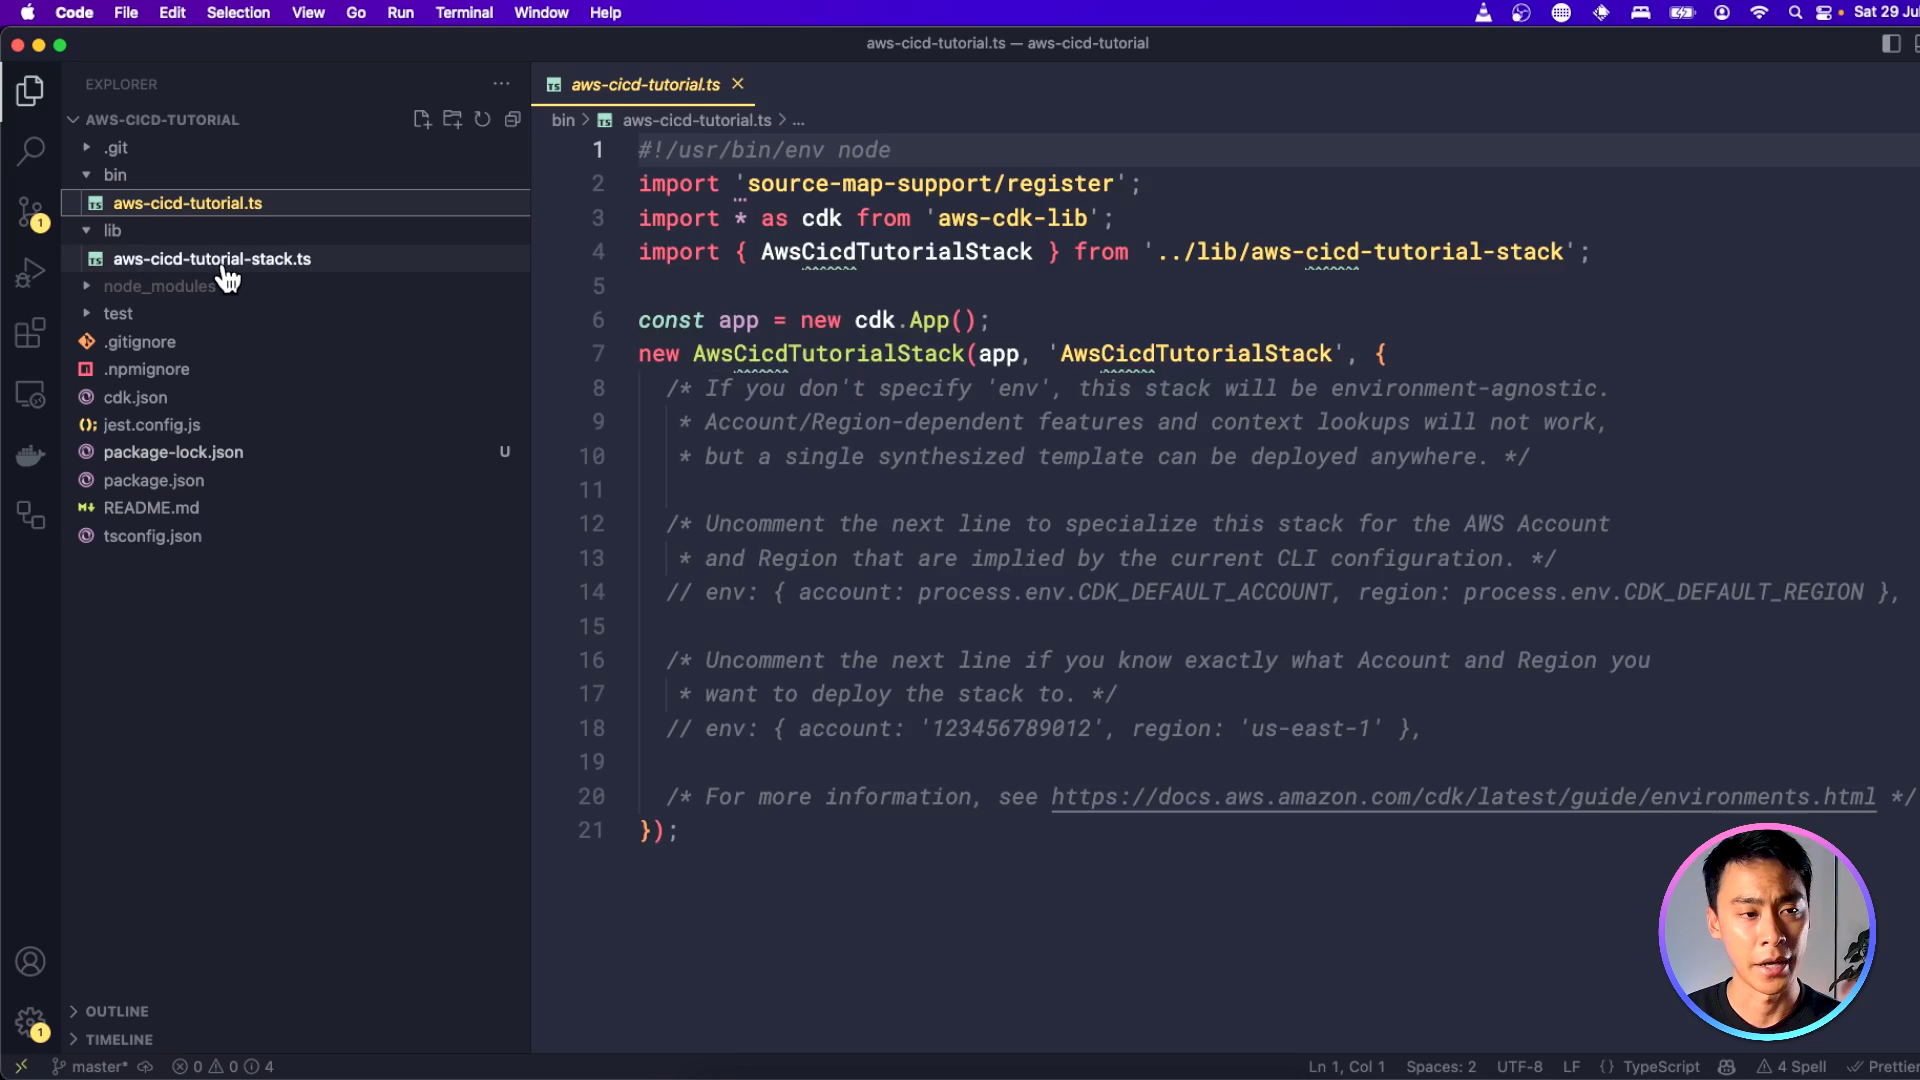 Code File Edit Selection View Go Run Terminal Window Help Sat 29 Jul
aws-cicd-tutorial.ts — aws-cicd-tutorial
EXPLORER
AWS-CICD-TUTORIAL
.git
bin
aws-cicd-tutorial.ts
lib
aws-cicd-tutorial-stack.ts
node_modules
test
.gitignore
.npmignore
cdk.json
jest.config.js
package-lock.json U
package.json
README.md
tsconfig.json
OUTLINE
TIMELINE
1
1
aws-cicd-tutorial.ts
bin > aws-cicd-tutorial.ts > ...
1 #!/usr/bin/env node
2 import 'source-map-support/register';
3 import * as cdk from 'aws-cdk-lib';
4 import { AwsCicdTutorialStack } from '../lib/aws-cicd-tutorial-stack';
5
6 const app = new cdk.App();
7 new AwsCicdTutorialStack(app, 'AwsCicdTutorialStack', {
8 /* If you don't specify 'env', this stack will be environment-agnostic.
9 * Account/Region-dependent features and context lookups will not work,
10 * but a single synthesized template can be deployed anywhere. */
11
12 /* Uncomment the next line to specialize this stack for the AWS Account
13 * and Region that are implied by the current CLI configuration. */
14 // env: { account: process.env.CDK_DEFAULT_ACCOUNT, region: process.env.CDK_DEFAULT_REGION },
15
16 /* Uncomment the next line if you know exactly what Account and Region you
17 * want to deploy the stack to. */
18 // env: { account: '123456789012', region: 'us-east-1' },
19
20 /* For more information, see https://docs.aws.amazon.com/cdk/latest/guide/environments.html */
21 });
master* 0 0 4 Ln 1, Col 1 Spaces: 2 UTF-8 LF {} TypeScript 4 Spell Prettier